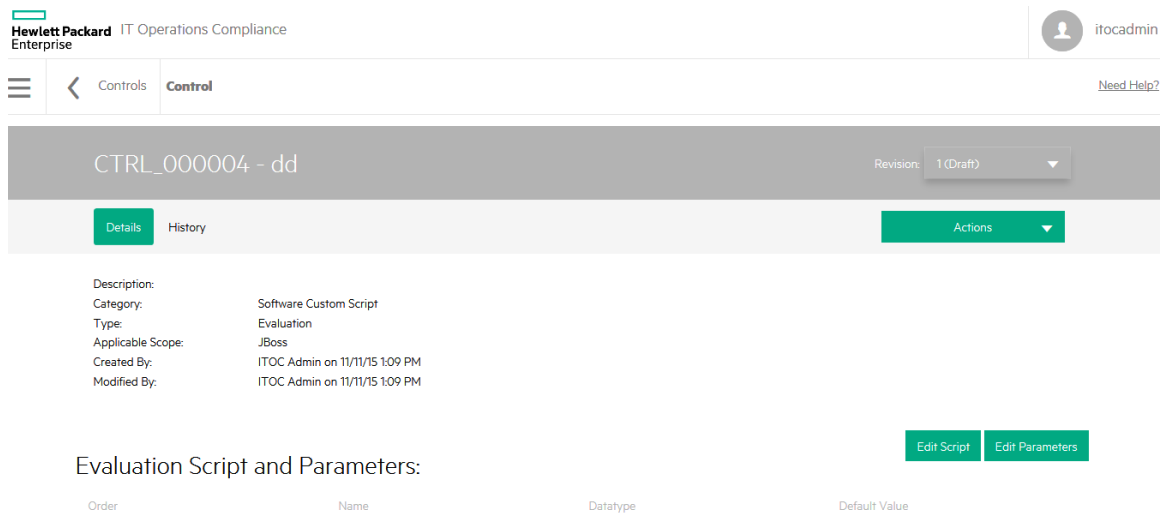 Hewlett Packard
Enterprise
IT Operations Compliance
itocadmin
Controls
Control
Need Help?
CTRL_000004 - dd
Revision:
1 (Draft)
Details
History
Actions
Description:
Category: Software Custom Script
Type: Evaluation
Applicable Scope: JBoss
Created By: ITOC Admin on 11/11/15 1:09 PM
Modified By: ITOC Admin on 11/11/15 1:09 PM
Edit Script
Edit Parameters
Evaluation Script and Parameters:
Order Name Datatype Default Value